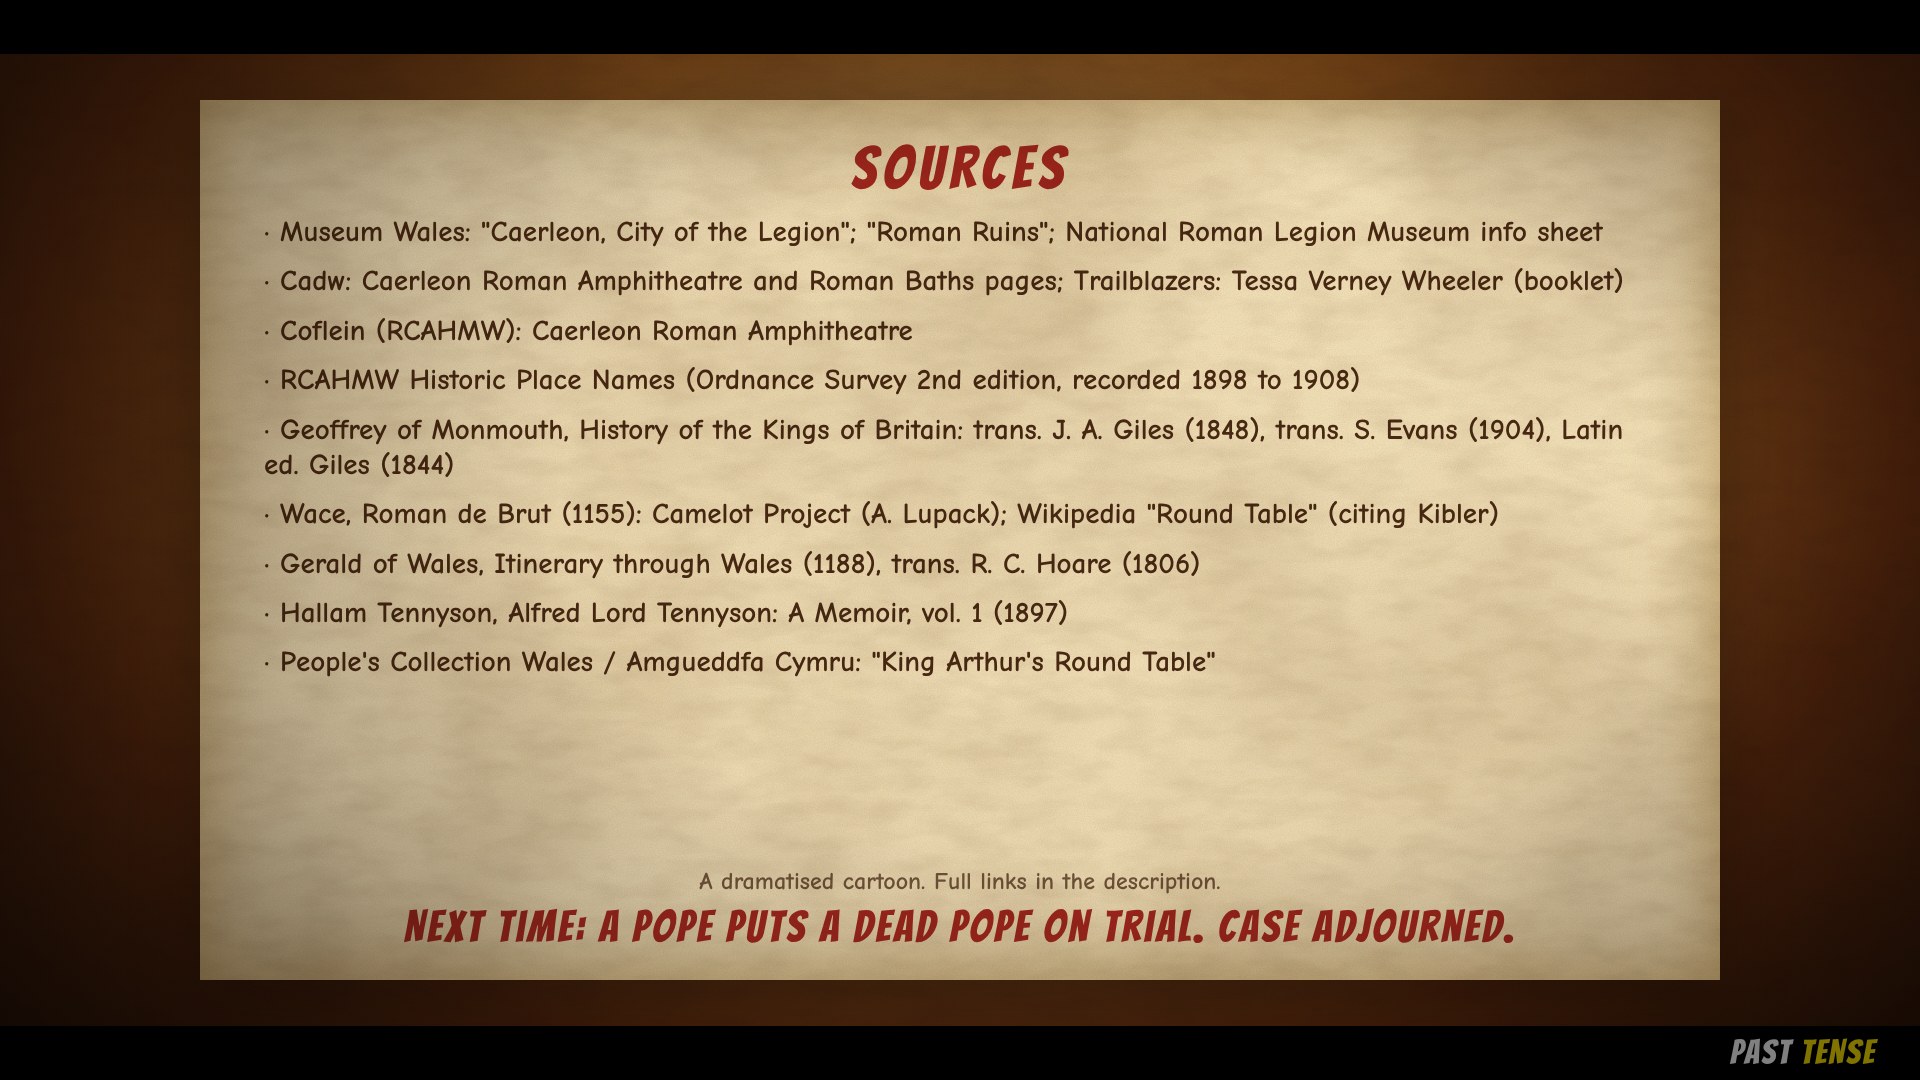 SOURCES
· Museum Wales: "Caerleon, City of the Legion"; "Roman Ruins"; National Roman Legion Museum info sheet
· Cadw: Caerleon Roman Amphitheatre and Roman Baths pages; Trailblazers: Tessa Verney Wheeler (booklet)
· Coflein (RCAHMW): Caerleon Roman Amphitheatre
· RCAHMW Historic Place Names (Ordnance Survey 2nd edition, recorded 1898 to 1908)
· Geoffrey of Monmouth, History of the Kings of Britain: trans. J. A. Giles (1848), trans. S. Evans (1904), Latin
ed. Giles (1844)
· Wace, Roman de Brut (1155): Camelot Project (A. Lupack); Wikipedia "Round Table" (citing Kibler)
· Gerald of Wales, Itinerary through Wales (1188), trans. R. C. Hoare (1806)
· Hallam Tennyson, Alfred Lord Tennyson: A Memoir, vol. 1 (1897)
· People's Collection Wales / Amgueddfa Cymru: "King Arthur's Round Table"
A dramatised cartoon. Full links in the description.
NEXT TIME: A POPE PUTS A DEAD POPE ON TRIAL. CASE ADJOURNED.
PAST TENSE